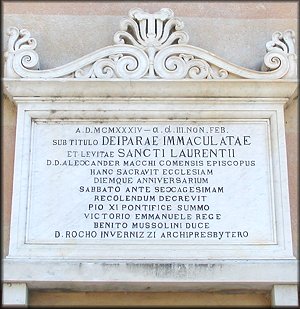 A.D.MCMXXXIV — a.d.III.NON.FEB.
SUB TITULO DEIPARAE IMMACULATAE
ET LEVITAE SANCTI LAURENTII
D.D.ALEXANDER MACCHI COMENSIS EPISCOPUS
HANC SACRAVIT ECCLESIAM
DIEMQUE ANNIVERSARIUM
SABBATO ANTE SEXAGESIMAM
RECOLENDUM DECREVIT
PIO XI PONTIFICE SUMMO
VICTORIO EMMANUELE REGE
BENITO MUSSOLINI DUCE
D. ROCHO INVERNIZZI ARCHIPRESBYTERO